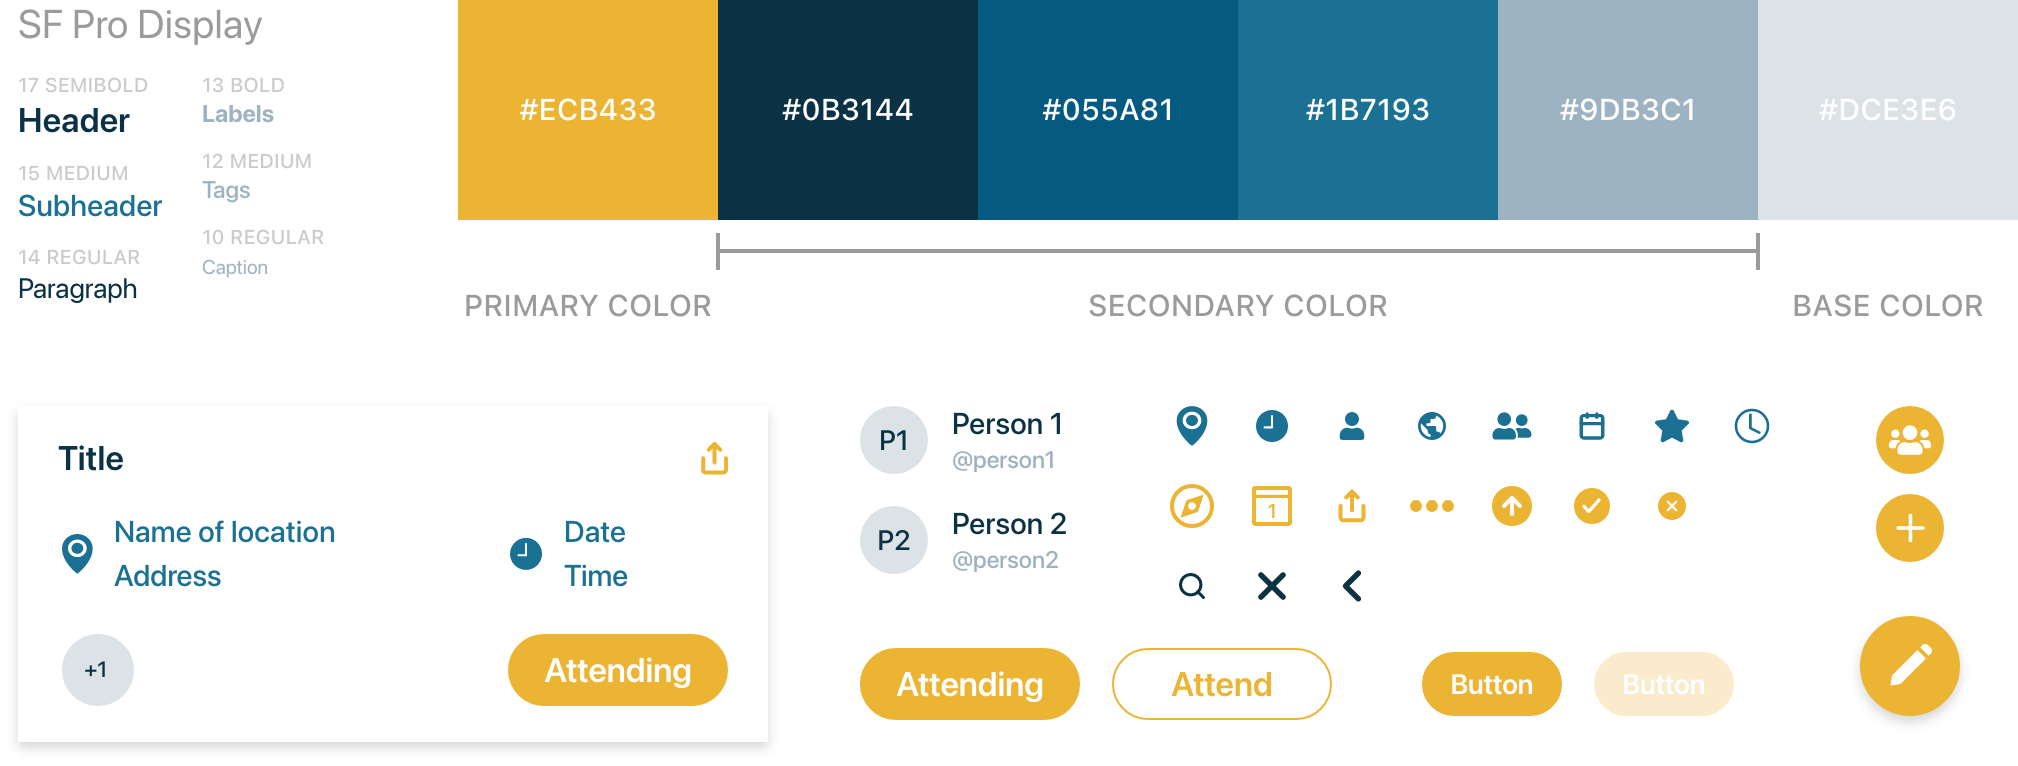 SF Pro Display
17 SEMIBOLD
Header
15 MEDIUM
Subheader
14 REGULAR
Paragraph
13 BOLD
Labels
12 MEDIUM
Tags
10 REGULAR
Caption
#ECB433
#0B3144
#055A81
#1B7193
#9DB3C1
#DCE3E6
PRIMARY COLOR
SECONDARY COLOR
BASE COLOR
Title
Name of location
Address
Date
Time
+1
Attending
P1
Person 1
@person1
P2
Person 2
@person2
1
Attending
Attend
Button
Button